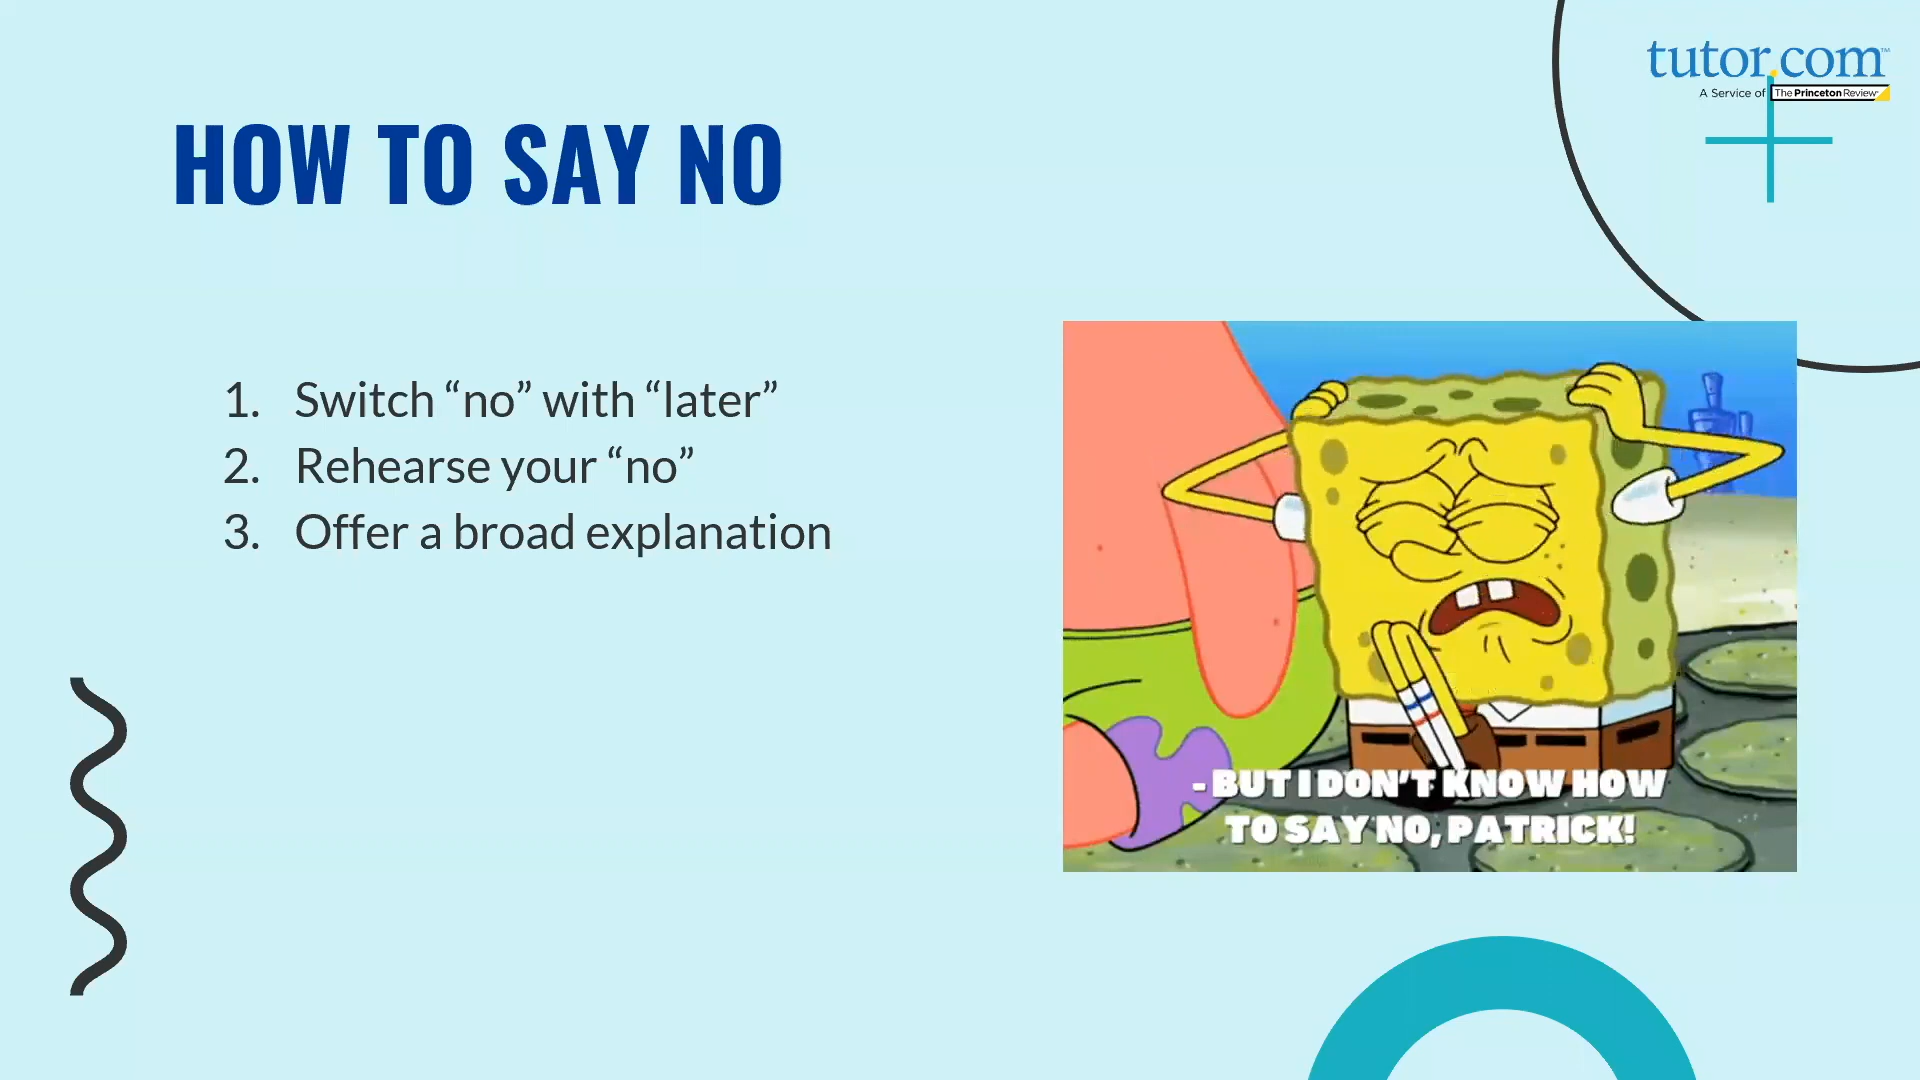 tutor.com™
A Service of The Princeton Review
HOW TO SAY NO
1. Switch “no” with “later”
2. Rehearse your “no”
3. Offer a broad explanation
- BUT I DON'T KNOW HOW
TO SAY NO, PATRICK!